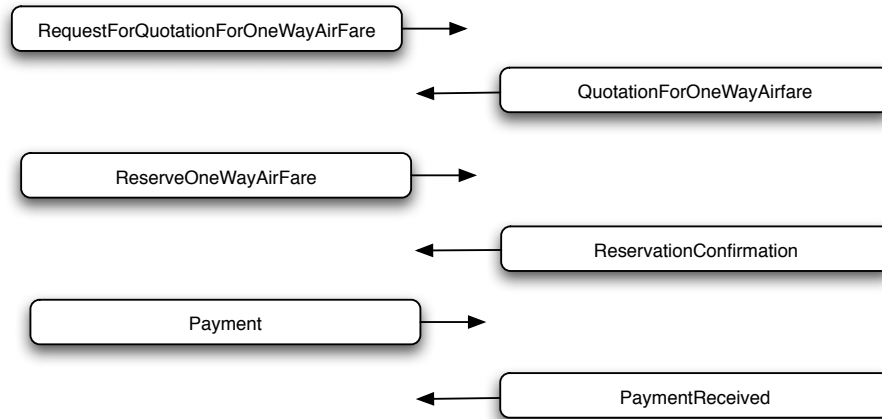 RequestForQuotationForOneWayAirFare
QuotationForOneWayAirfare
ReserveOneWayAirFare
ReservationConfirmation
Payment
PaymentReceived